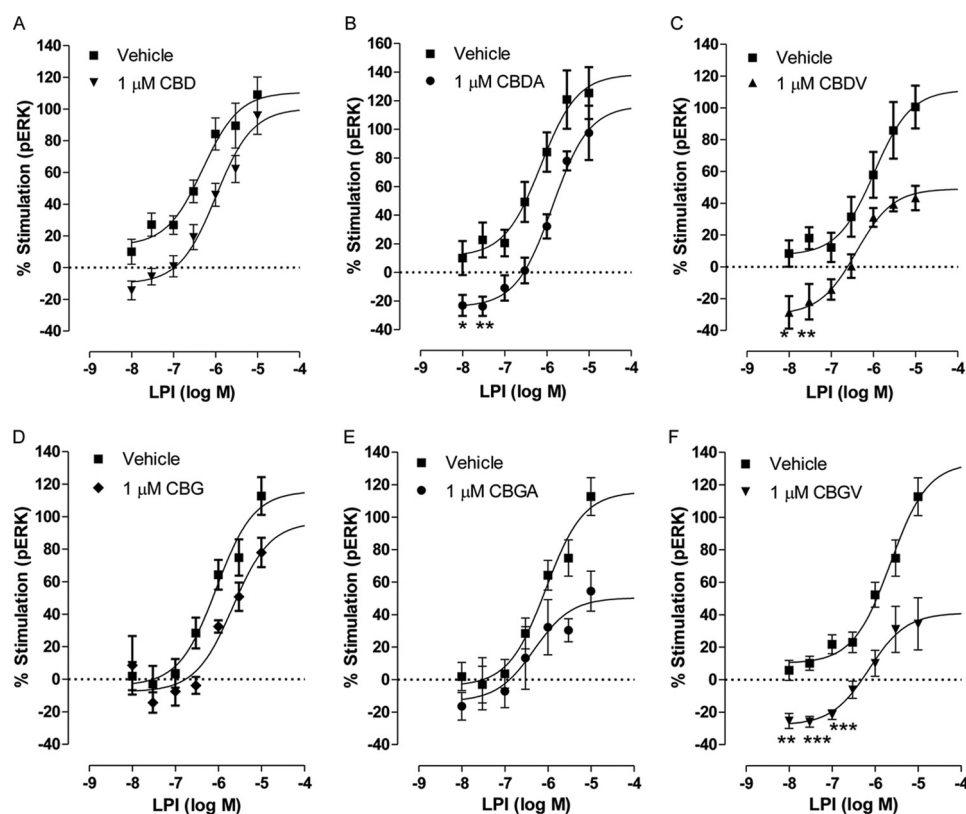 A
Vehicle
1 μM CBD
% Stimulation (pERK)
140
120
100
80
60
40
20
0
-20
-40
-9 -8 -7 -6 -5 -4
LPI (log M)
B
Vehicle
1 μM CBDA
% Stimulation (pERK)
160
140
120
100
80
60
40
20
0
-20
-40
* **
-9 -8 -7 -6 -5 -4
LPI (log M)
C
Vehicle
1 μM CBDV
% Stimulation (pERK)
140
120
100
80
60
40
20
0
-20
-40
* **
-9 -8 -7 -6 -5 -4
LPI (log M)
D
Vehicle
1 μM CBG
% Stimulation (pERK)
140
120
100
80
60
40
20
0
-20
-40
-9 -8 -7 -6 -5 -4
LPI (log M)
E
Vehicle
1 μM CBGA
% Stimulation (pERK)
140
120
100
80
60
40
20
0
-20
-40
-9 -8 -7 -6 -5 -4
LPI (log M)
F
Vehicle
1 μM CBGV
% Stimulation (pERK)
140
120
100
80
60
40
20
0
-20
-40
** *** ***
-9 -8 -7 -6 -5 -4
LPI (log M)